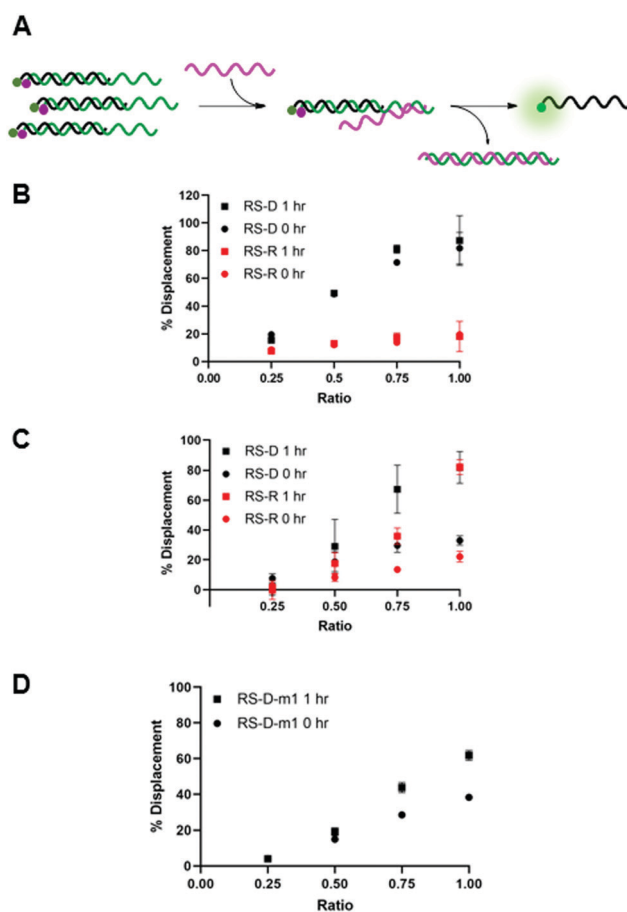 A
B
RS-D 1 hr
RS-D 0 hr
RS-R 1 hr
RS-R 0 hr
% Displacement
120
100
80
60
40
20
0
0.00 0.25 0.5 0.75 1.00
Ratio
C
RS-D 1 hr
RS-D 0 hr
RS-R 1 hr
RS-R 0 hr
% Displacement
100
80
60
40
20
0
0.25 0.50 0.75 1.00
Ratio
D
RS-D-m1 1 hr
RS-D-m1 0 hr
% Displacement
100
80
60
40
20
0
0.00 0.25 0.50 0.75 1.00
Ratio